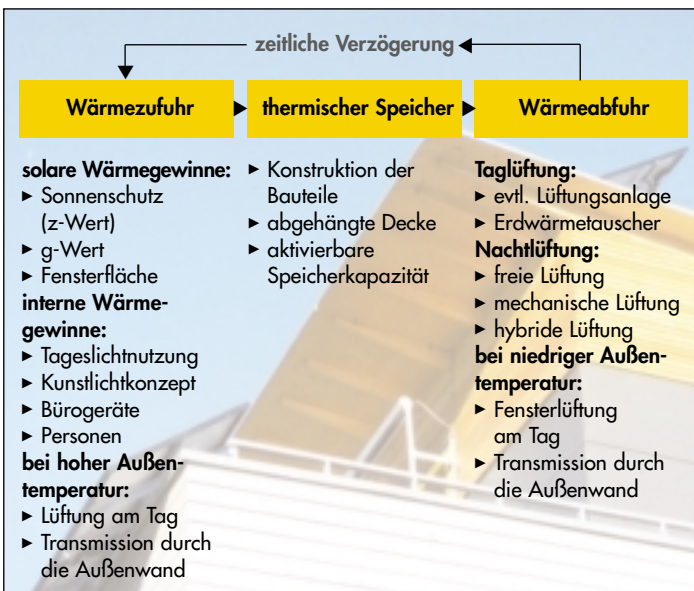 zeitliche Verzögerung
Wärmezufuhr
solare Wärmegewinne:
▸ Sonnenschutz
(z-Wert)
▸ g-Wert
▸ Fensterfläche
interne Wärme-
gewinne:
▸ Tageslichtnutzung
▸ Kunstlichtkonzept
▸ Bürogeräte
▸ Personen
bei hoher Außen-
temperatur:
▸ Lüftung am Tag
▸ Transmission durch
die Außenwand
thermischer Speicher
▸ Konstruktion der
Bauteile
▸ abgehängte Decke
▸ aktivierbare
Speicherkapazität
Wärmeabfuhr
Taglüftung:
▸ evtl. Lüftungsanlage
▸ Erdwärmetauscher
Nachtlüftung:
▸ freie Lüftung
▸ mechanische Lüftung
▸ hybride Lüftung
bei niedriger Außen-
temperatur:
▸ Fensterlüftung
am Tag
▸ Transmission durch
die Außenwand